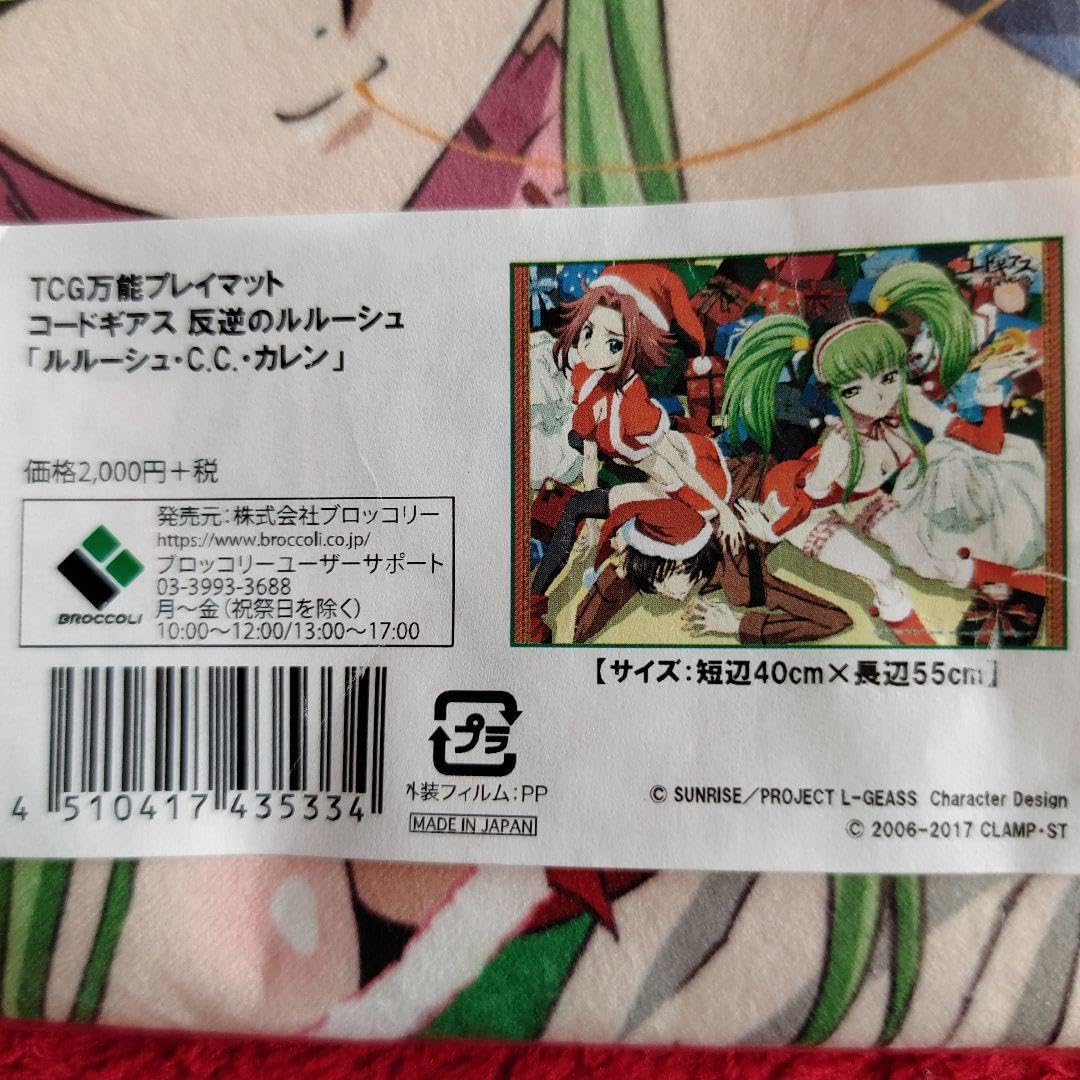 TCG万能プレイマット
コードギアス 反逆のルルーシュ
「ルルーシュ・C.C.・カレン」
価格2,000円+税
発売元:株式会社ブロッコリー
https://www.broccoli.co.jp/
ブロッコリーユーザーサポート
03-3993-3688
月〜金(祝祭日を除く)
10:00〜12:00/13:00〜17:00
BROCCOLI
コードギアス
【サイズ:短辺40cm×長辺55cm】
4 510417 435334
プラ
外装フィルム:PP
MADE IN JAPAN
© SUNRISE/PROJECT L-GEASS Character Design
© 2006-2017 CLAMP・ST